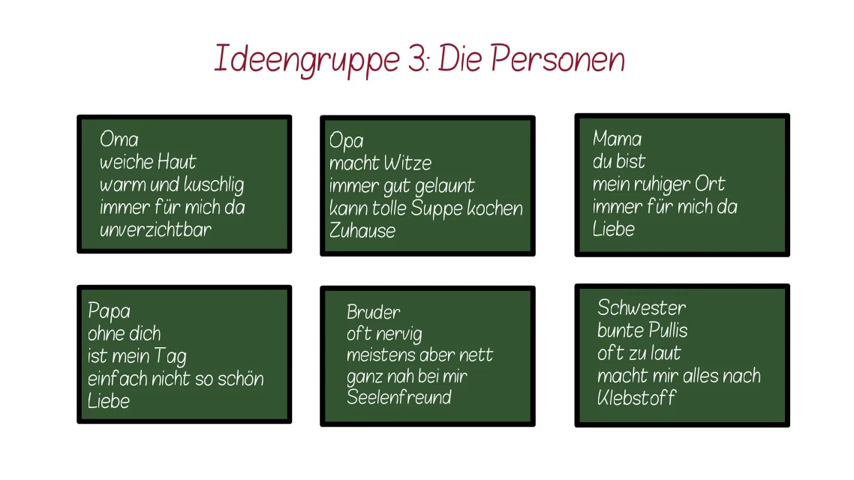 Ideengruppe 3: Die Personen
Oma
weiche Haut
warm und kuschlig
immer für mich da
unverzichtbar
Opa
macht Witze
immer gut gelaunt
kann tolle Suppe kochen
Zuhause
Mama
du bist
mein ruhiger Ort
immer für mich da
Liebe
Papa
ohne dich
ist mein Tag
einfach nicht so schön
Liebe
Bruder
oft nervig
meistens aber nett
ganz nah bei mir
Seelenfreund
Schwester
bunte Pullis
oft zu laut
macht mir alles nach
Klebstoff